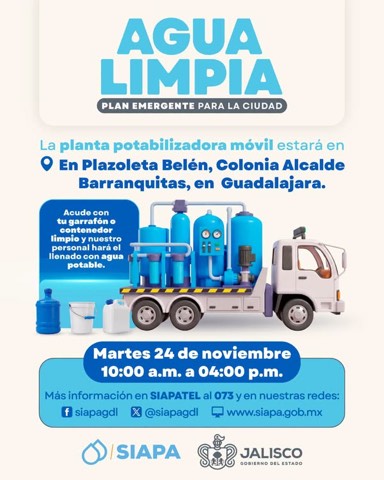 AGUA
LIMPIA
PLAN EMERGENTE PARA LA CIUDAD
La planta potabilizadora móvil estará en
En Plazoleta Belén, Colonia Alcalde
Barranquitas, en Guadalajara.
Acude con
tu garrafón o
contenedor
limpio y nuestro
personal hará el
llenado con agua
potable.
Martes 24 de noviembre
10:00 a.m. a 04:00 p.m.
Más información en SIAPATEL al 073 y en nuestras redes:
siapagdl @siapagdl www.siapa.gob.mx
SIAPA JALISCO
GOBIERNO DEL ESTADO